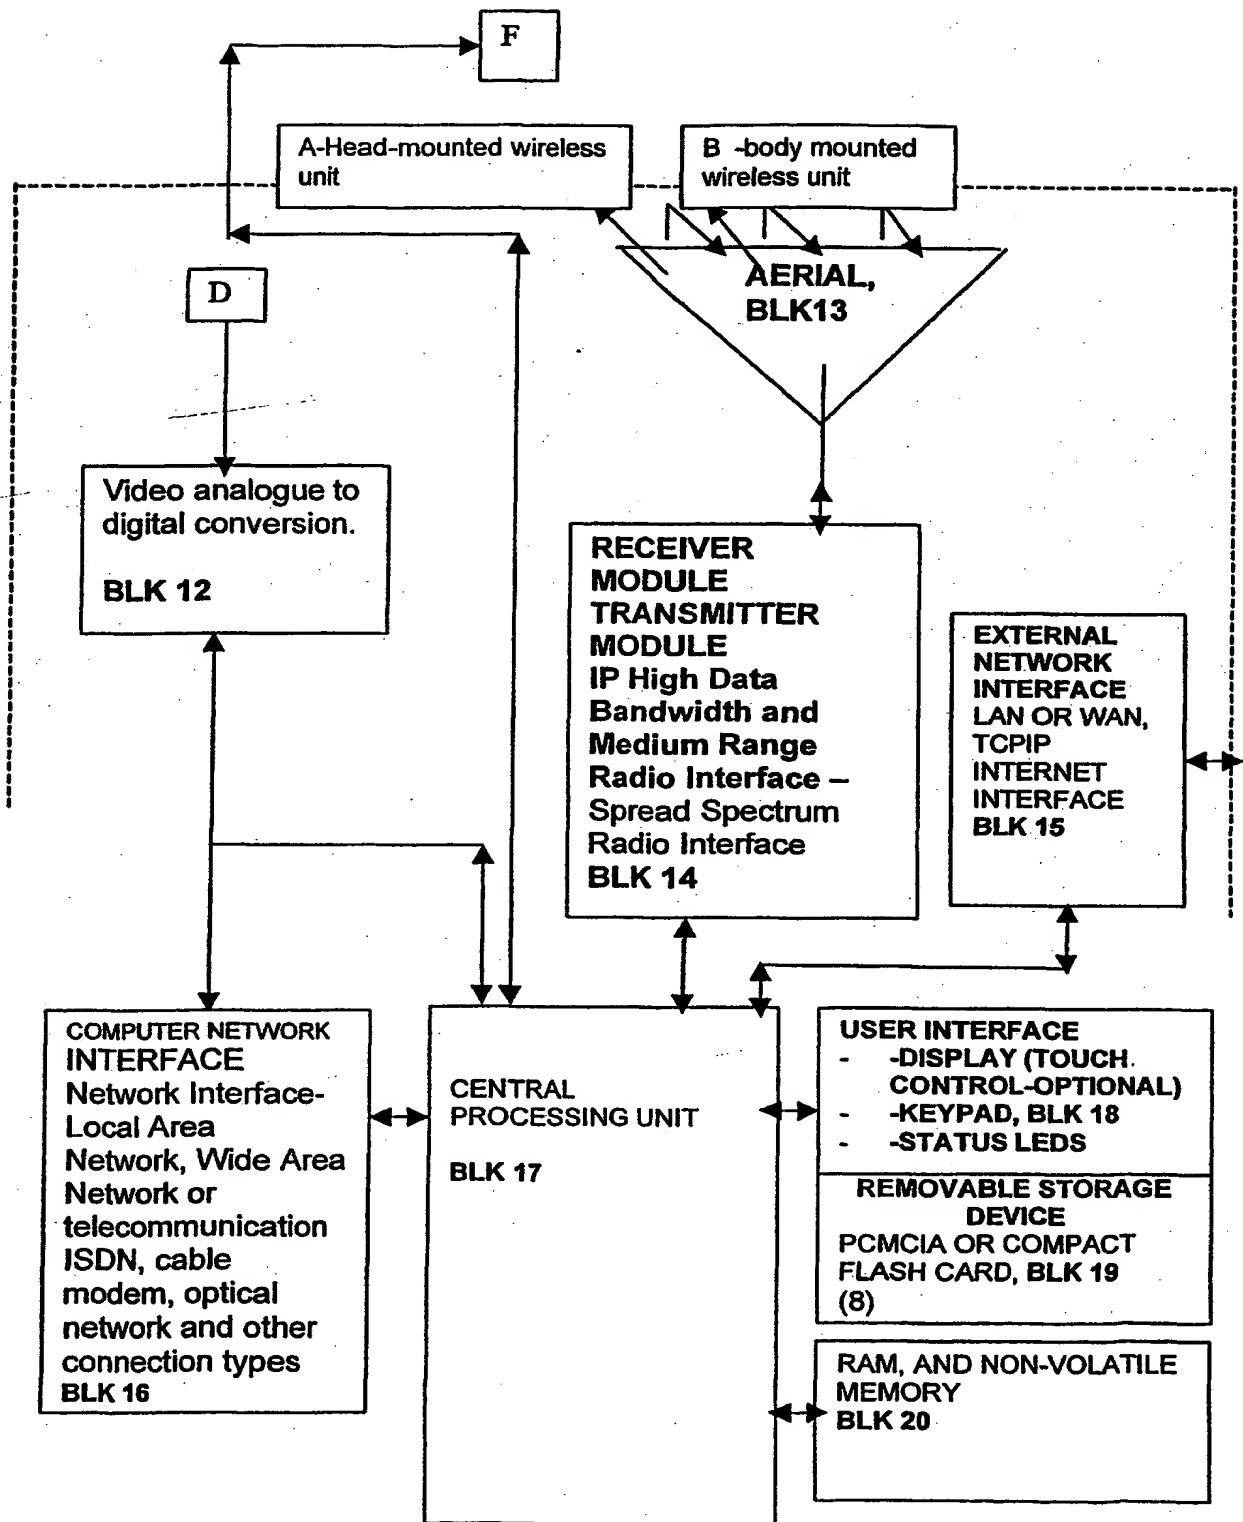 F
A-Head-mounted wireless
unit
B -body mounted
wireless unit
D
AERIAL,
BLK13
Video analogue to
digital conversion.
BLK 12
RECEIVER
MODULE
TRANSMITTER
MODULE
IP High Data
Bandwidth and
Medium Range
Radio Interface –
Spread Spectrum
Radio Interface
BLK 14
EXTERNAL
NETWORK
INTERFACE
LAN OR WAN,
TCPIP
INTERNET
INTERFACE
BLK 15
COMPUTER NETWORK
INTERFACE
Network Interface-
Local Area
Network, Wide Area
Network or
telecommunication
ISDN, cable
modem, optical
network and other
connection types
BLK 16
CENTRAL
PROCESSING UNIT
BLK 17
USER INTERFACE
- -DISPLAY (TOUCH
CONTROL-OPTIONAL)
- -KEYPAD, BLK 18
- -STATUS LEDS
REMOVABLE STORAGE
DEVICE
PCMCIA OR COMPACT
FLASH CARD, BLK 19
(8)
RAM, AND NON-VOLATILE
MEMORY
BLK 20